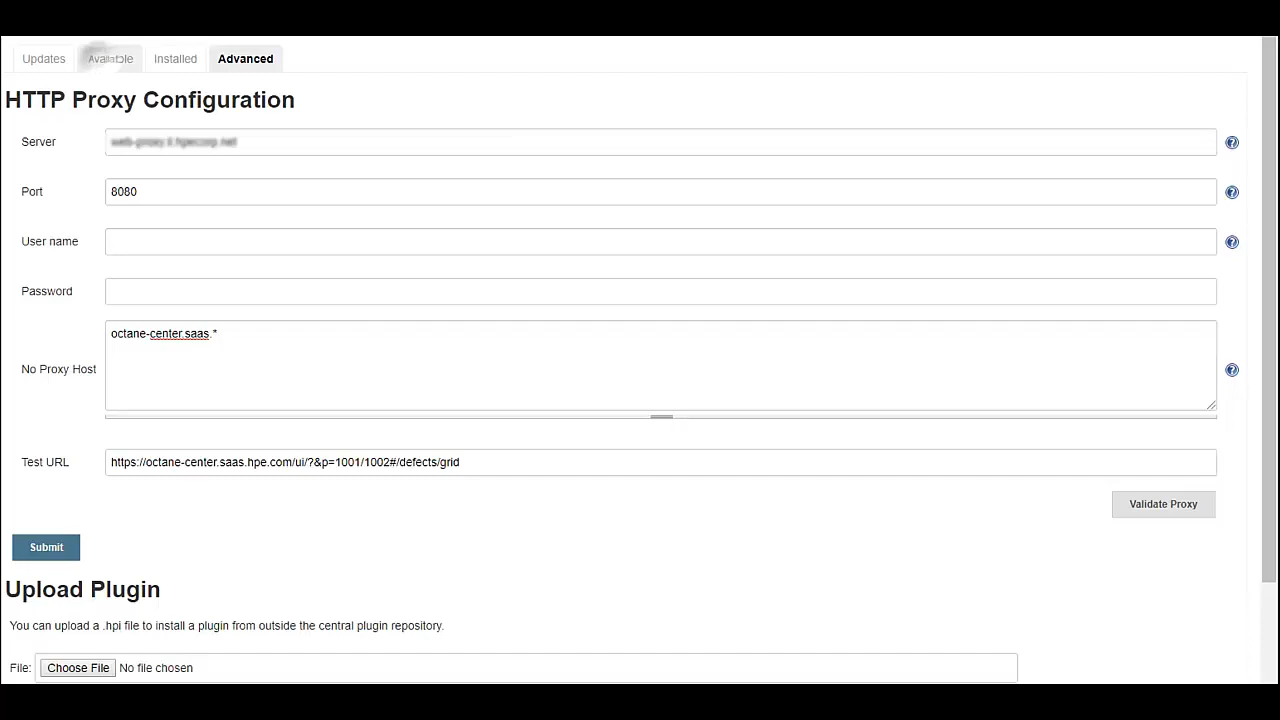 Updates Available Installed Advanced
HTTP Proxy Configuration
Server
Port 8080
User name
Password
octane-center.saas.*
No Proxy Host
Test URL https://octane-center.saas.hpe.com/ui/?&p=1001/1002#/defects/grid
Validate Proxy
Submit
Upload Plugin
You can upload a .hpi file to install a plugin from outside the central plugin repository.
File: Choose File No file chosen